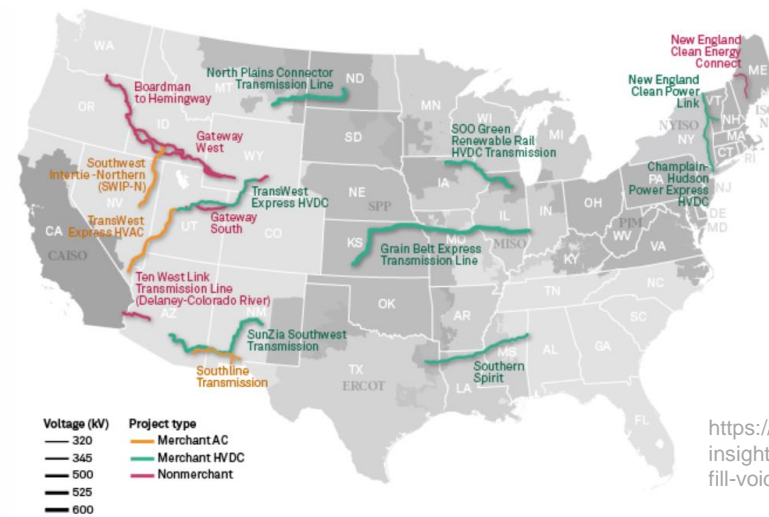 New England
Clean Energy
Connect
New England
Clean Power
Link
WA
MT
ND
ME
North Plains Connector
Transmission Line
Boardman
to Hemingway
OR
ID
MN
WI
MI
VT
NH
NYISO
NY
MA
CT
RI
SD
SOO Green
Renewable Rail
HVDC Transmission
Gateway
West
WY
Southwest
Intertie-Northern
(SWIP-N)
Champlain-
Hudson
Power Express
HVDC
TransWest
Express HVDC
NV
IA
NE
SPP
PA
NJ
OH
IN
IL
PJM
DE
MD
TransWest
Express HVAC
Gateway
South
UT
CO
CA
CAISO
KS
MO
MISO
WV
VA
KY
Grain Belt Express
Transmission Line
Ten West Link
Transmission Line
(Delaney-Colorado River)
AZ
NM
OK
AR
TN
NC
SC
SunZia Southwest
Transmission
MS
AL
GA
Southline
Transmission
TX
ERCOT
LA
Southern
Spirit
FL
Voltage (kV)
320
345
500
525
600
Project type
Merchant AC
Merchant HVDC
Nonmerchant
https:/
insight
fill-void